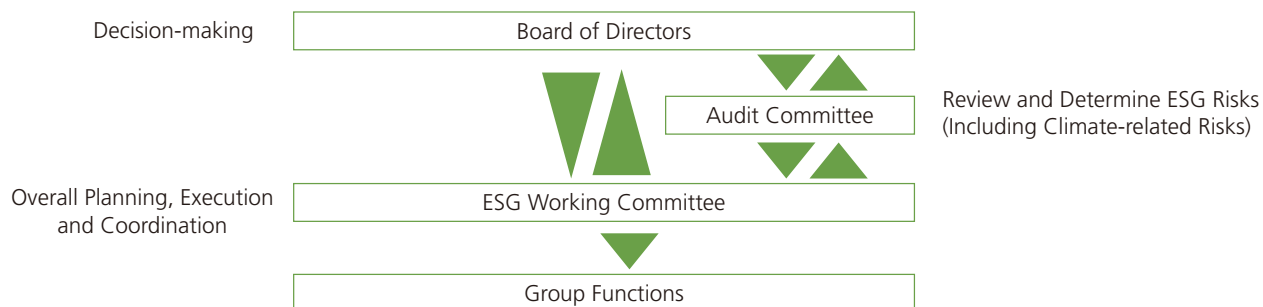 Decision-making
Board of Directors
Audit Committee
Review and Determine ESG Risks
(Including Climate-related Risks)
Overall Planning, Execution
and Coordination
ESG Working Committee
Group Functions